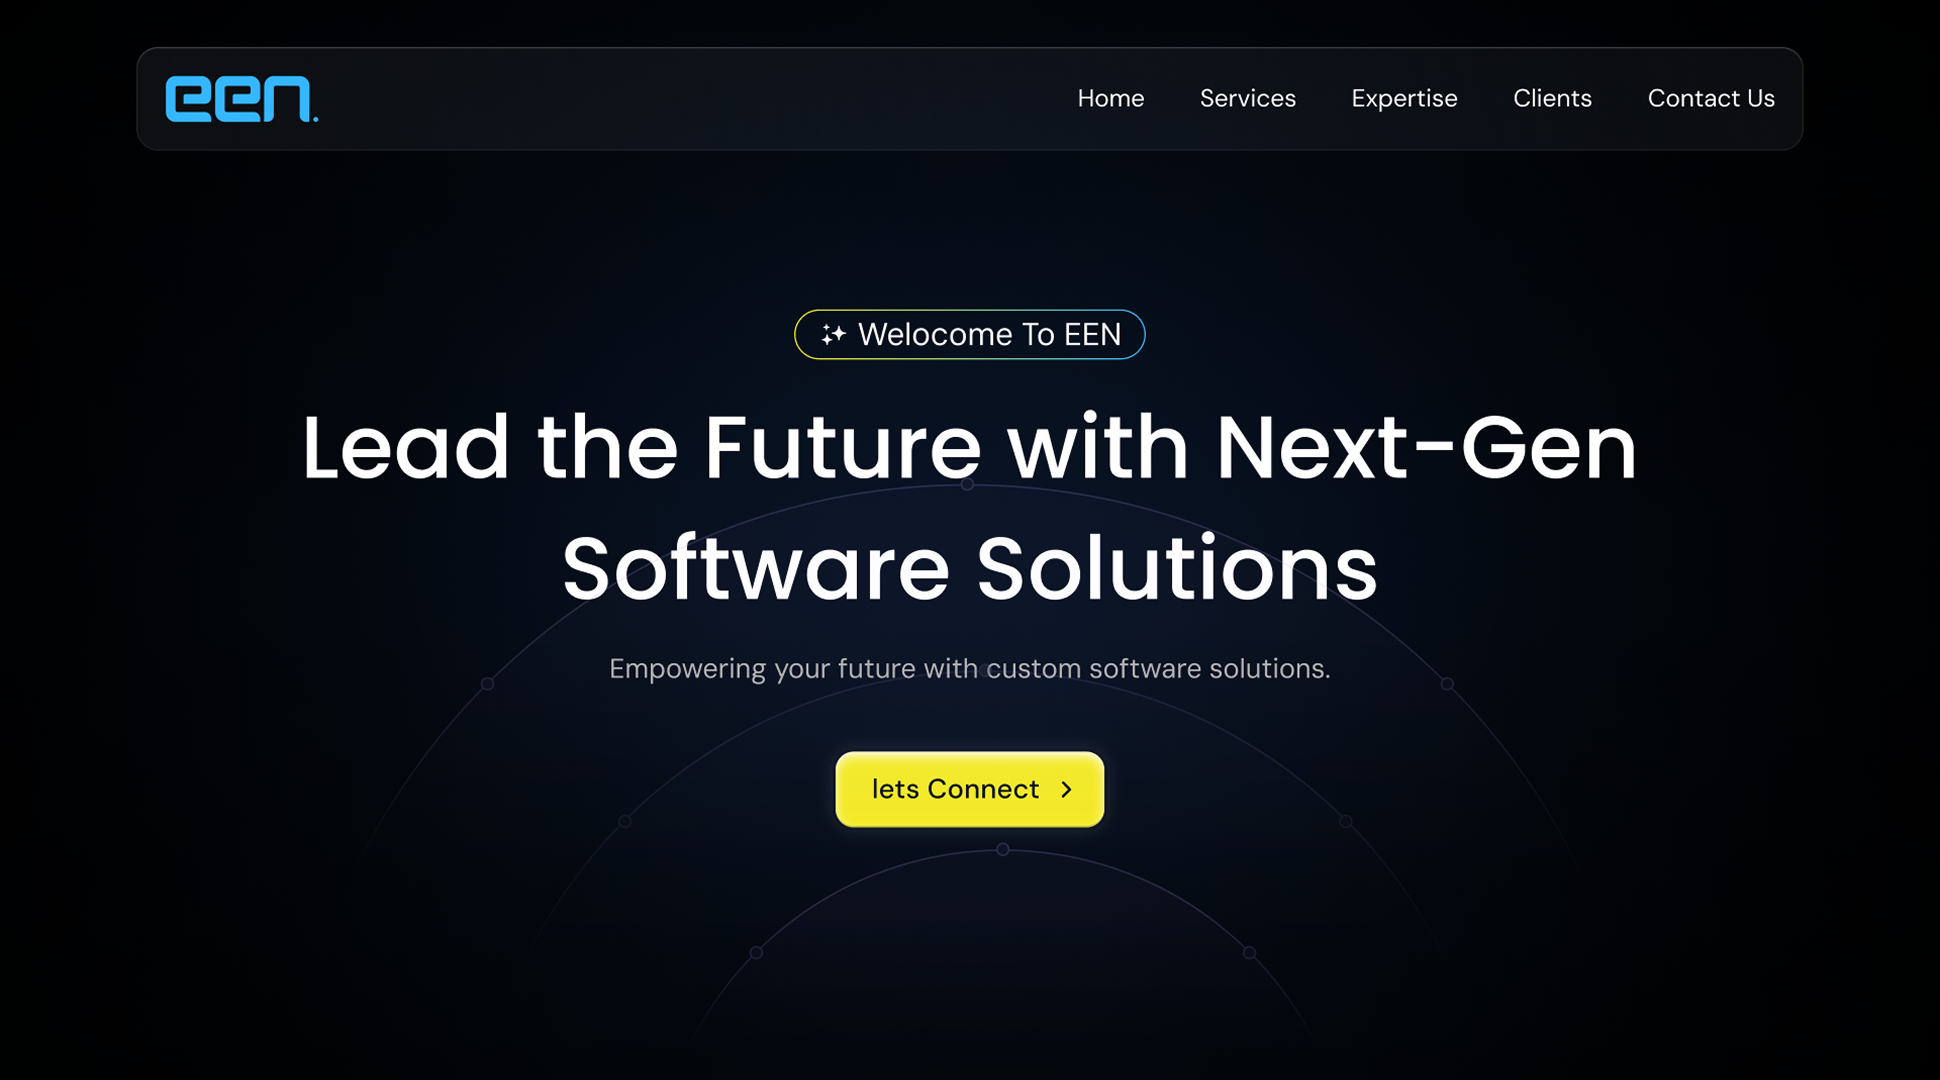 een.
Home Services Expertise Clients Contact Us
Welocome To EEN
Lead the Future with Next-Gen
Software Solutions
Empowering your future with custom software solutions.
lets Connect